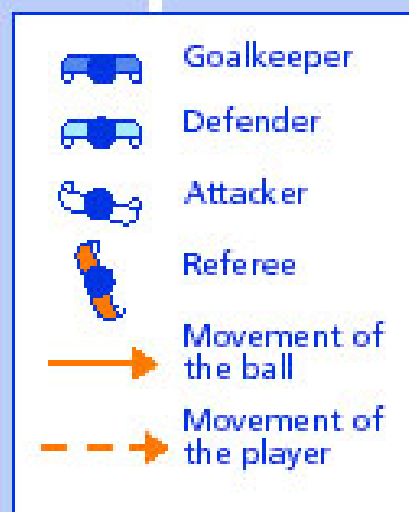 Goalkeeper
Defender
Attacker
Referee
Movement of
the ball
Movement of
the player